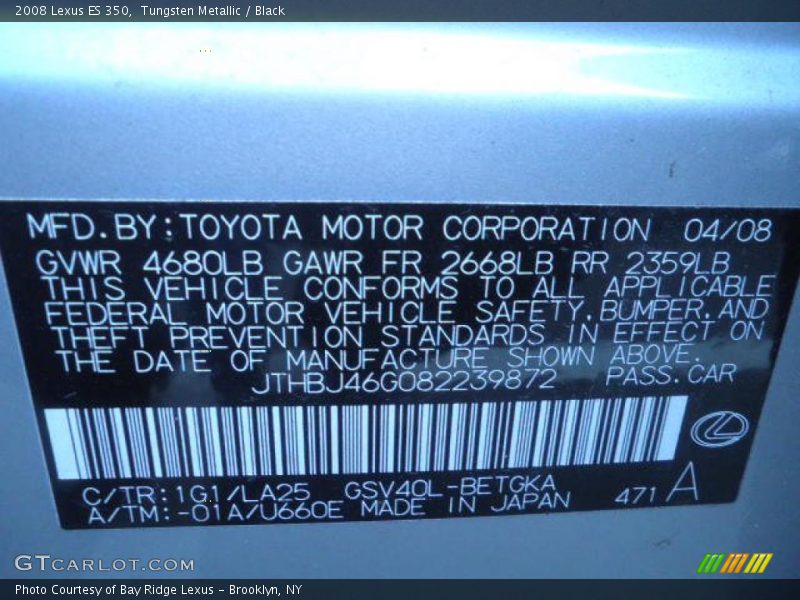 2008 Lexus ES 350,  Tungsten Metallic / Black
MFD.BY:TOYOTA MOTOR CORPORATION 04/08
GVWR 4680LB GAWR FR 2668LB RR 2359LB
THIS VEHICLE CONFORMS TO ALL APPLICABLE
FEDERAL MOTOR VEHICLE SAFETY,BUMPER,AND
THEFT PREVENTION STANDARDS IN EFFECT ON
THE DATE OF MANUFACTURE SHOWN ABOVE.
JTHBJ46G082239872 PASS.CAR
C/TR:1G1/LA25 GSV40L-BETGKA
A/TM:-01A/U660E MADE IN JAPAN 471 A
GTCARLOT.COM
Photo Courtesy of Bay Ridge Lexus - Brooklyn, NY